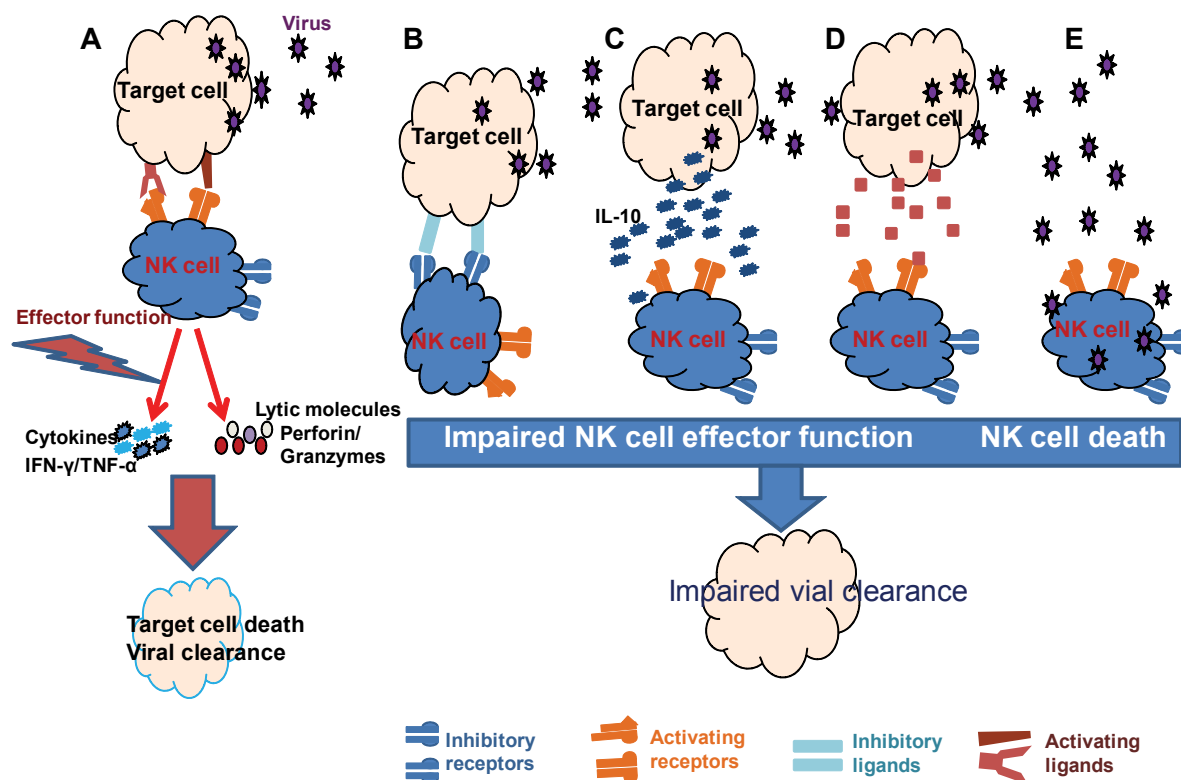 A
Virus
Target cell
NK cell
Effector function
Cytokines
IFN-γ/TNF-α
Lytic molecules
Perforin/
Granzymes
Target cell death
Viral clearance
B
Target cell
NK cell
C
Target cell
IL-10
NK cell
D
Target cell
NK cell
E
NK cell
Impaired NK cell effector function
NK cell death
Impaired vial clearance
Inhibitory
receptors
Activating
receptors
Inhibitory
ligands
Activating
ligands